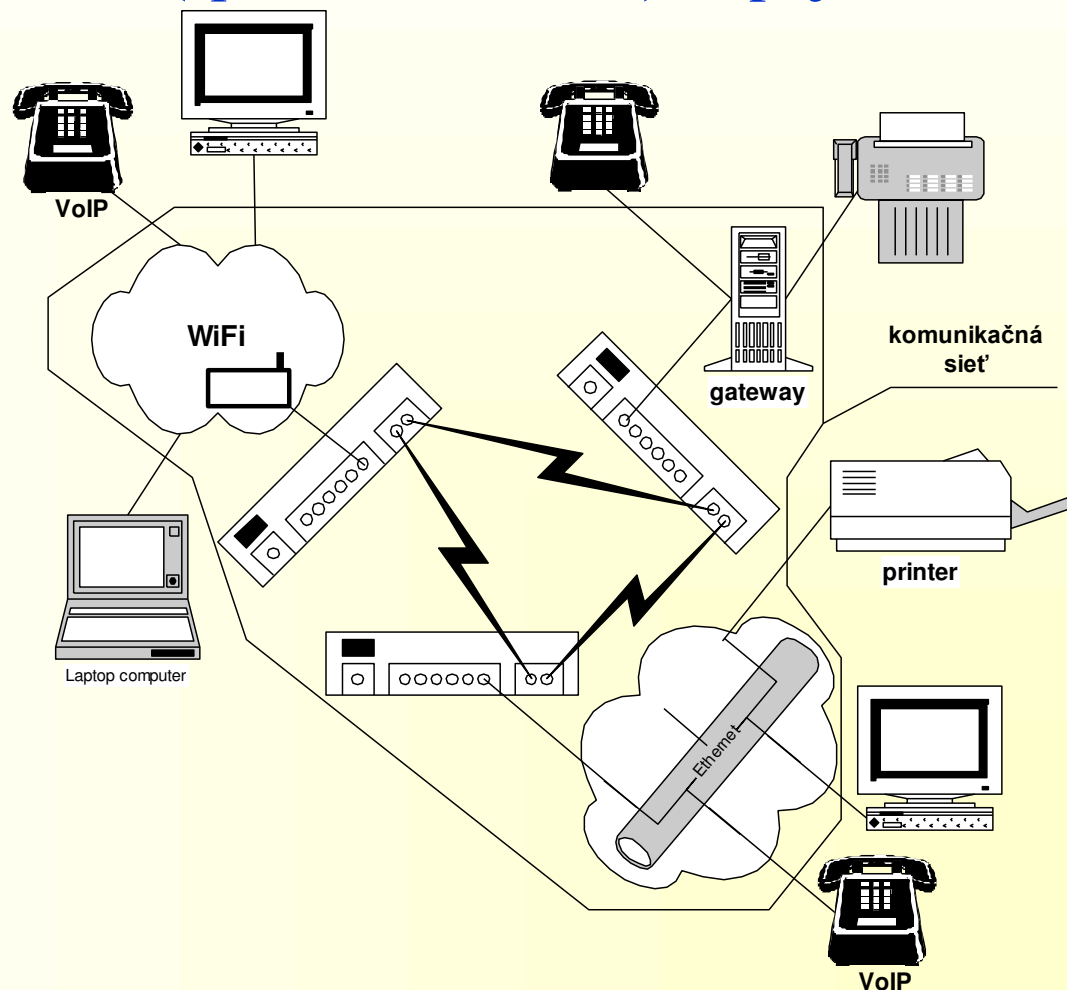 VoIP
WiFi
gateway
komunikačná
sieť
printer
Laptop computer
Ethernet
VoIP